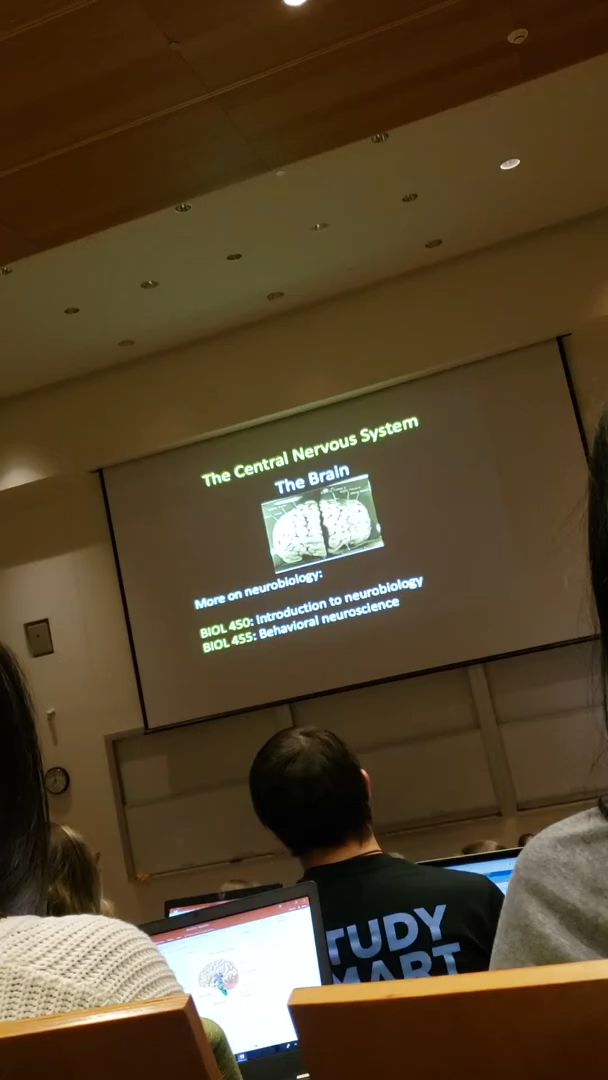 The Central Nervous System
The Brain
More on neurobiology:
BIOL 450: Introduction to neurobiology
BIOL 455: Behavioral neuroscience
TUDY
MART